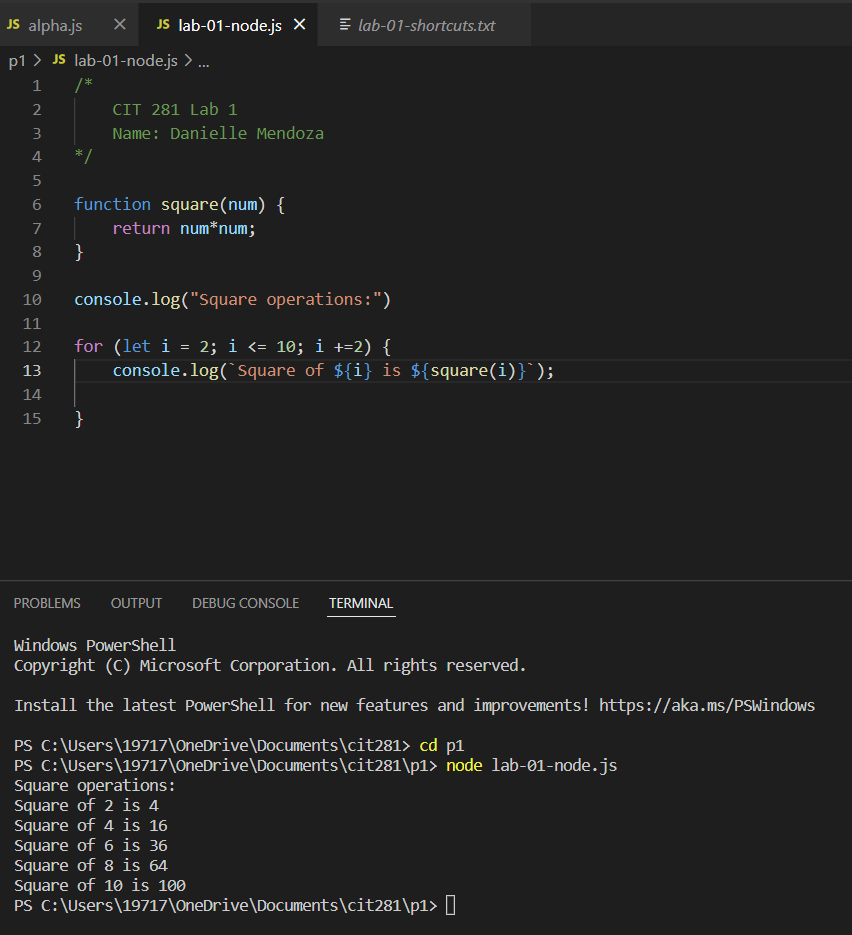 JS alpha.js × JS lab-01-node.js × lab-01-shortcuts.txt
p1 > JS lab-01-node.js > ...
1 /*
2 CIT 281 Lab 1
3 Name: Danielle Mendoza
4 */
5
6 function square(num) {
7 return num*num;
8 }
9
10 console.log("Square operations:")
11
12 for (let i = 2; i <= 10; i +=2) {
13 console.log(`Square of ${i} is ${square(i)}`);
14
15 }
PROBLEMS OUTPUT DEBUG CONSOLE TERMINAL
Windows PowerShell
Copyright (C) Microsoft Corporation. All rights reserved.
Install the latest PowerShell for new features and improvements! https://aka.ms/PSWindows
PS C:\Users\19717\OneDrive\Documents\cit281> cd p1
PS C:\Users\19717\OneDrive\Documents\cit281\p1> node lab-01-node.js
Square operations:
Square of 2 is 4
Square of 4 is 16
Square of 6 is 36
Square of 8 is 64
Square of 10 is 100
PS C:\Users\19717\OneDrive\Documents\cit281\p1>